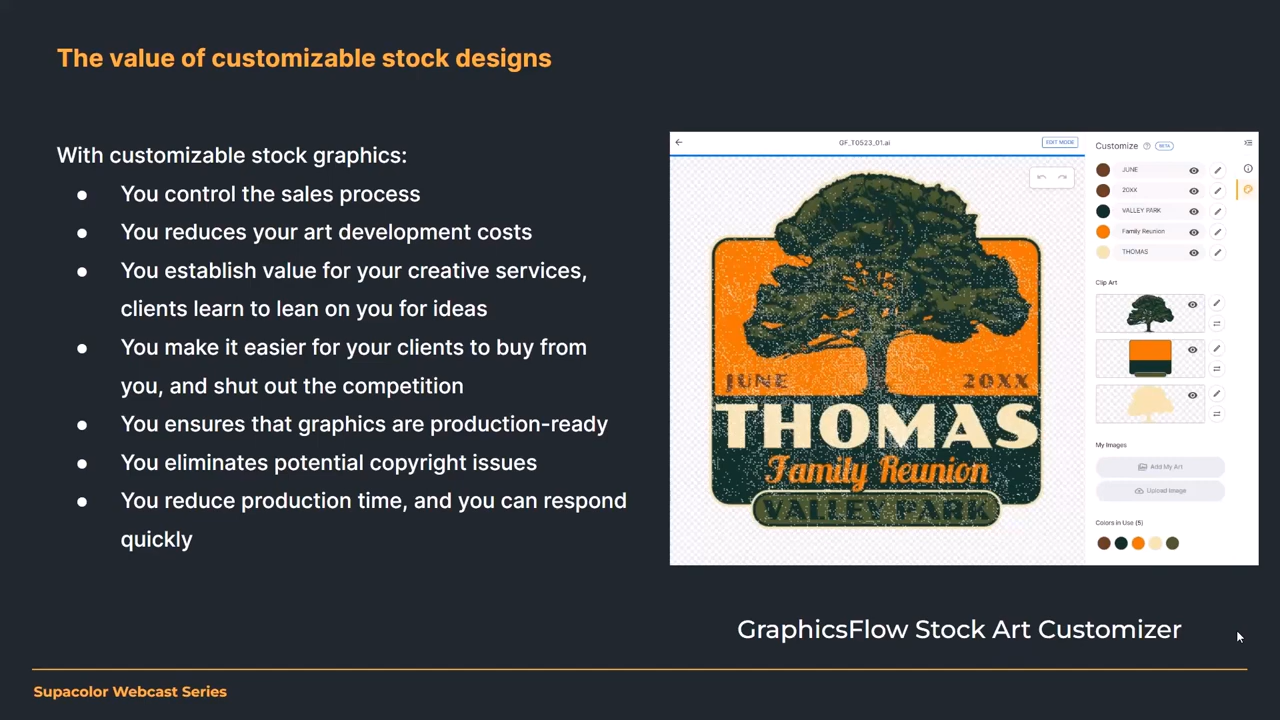 The value of customizable stock designs
With customizable stock graphics:
● You control the sales process
● You reduces your art development costs
● You establish value for your creative services,
clients learn to lean on you for ideas
● You make it easier for your clients to buy from
you, and shut out the competition
● You ensures that graphics are production-ready
● You eliminates potential copyright issues
● You reduce production time, and you can respond
quickly
GF_T0523_01.ai
EDIT MODE
JUNE 20XX
THOMAS
Family Reunion
VALLEY PARK
Customize
BETA
JUNE
20XX
VALLEY PARK
Family Reunion
THOMAS
Clip Art
My Images
Add My Art
Upload Image
Colors in Use (5)
GraphicsFlow Stock Art Customizer
Supacolor Webcast Series